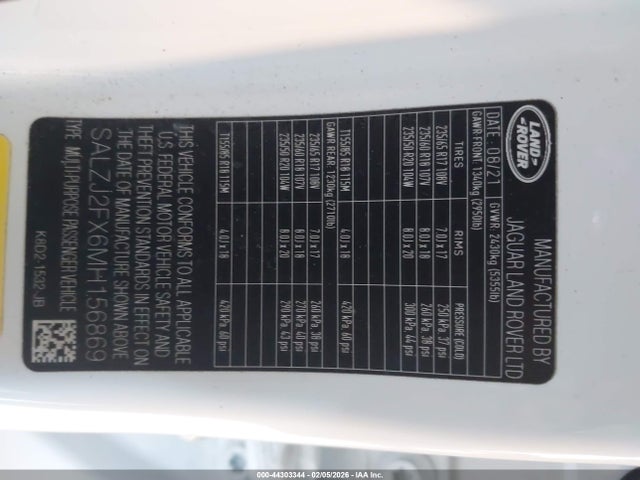 LAND
ROVER
MANUFACTURED BY
JAGUAR LAND ROVER LTD
DATE: 08/21 GVWR: 2430kg (5355lb)
GAWR-FRONT: 1340kg (2950lb)
TIRES RIMS PRESSURE (COLD)
235/65 R17 108V 7.0J x 17 250 kPa 37 psi
235/60 R18 107V 8.0J x 18 260 kPa 38 psi
235/50 R20 104W 8.0J x 20 300 kPa 44 psi
T155/85 R18 115M 4.0J x 18 420 kPa 60 psi
GAWR REAR: 1230kg (2710lb)
235/65 R17 108V 7.0J x 17 260 kPa 38 psi
235/60 R18 107V 8.0J x 18 270 kPa 40 psi
235/50 R20 104W 8.0J x 20 290 kPa 43 psi
T155/85 R18 115M 4.0J x 18 420 kPa 60 psi
THIS VEHICLE CONFORMS TO ALL APPLICABLE
U.S. FEDERAL MOTOR VEHICLE SAFETY AND
THEFT PREVENTION STANDARDS IN EFFECT ON
THE DATE OF MANUFACTURE SHOWN ABOVE
SALZJ2FX6MH156869
TYPE: MULTI-PURPOSE PASSENGER VEHICLE
K8D2-1532-JB
000-44303344 - 02/05/2026 - IAA Inc.